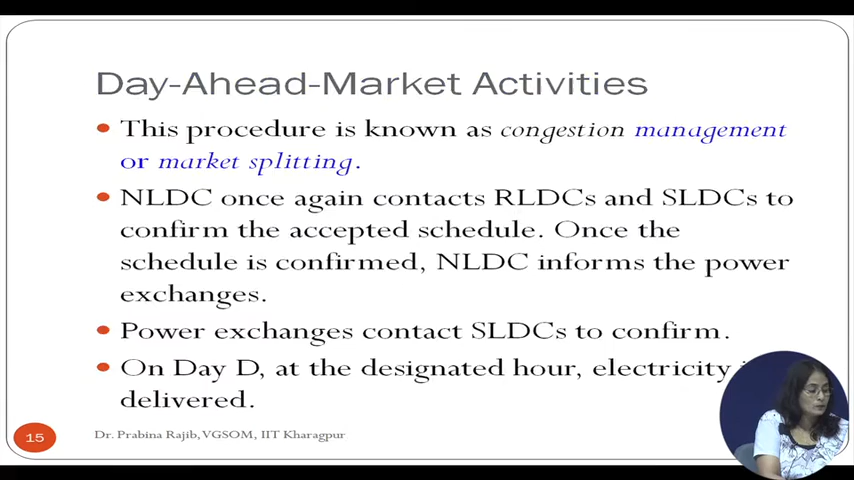 Day-Ahead-Market Activities
This procedure is known as congestion management
or market splitting.
NLDC once again contacts RLDCs and SLDCs to
confirm the accepted schedule. Once the
schedule is confirmed, NLDC informs the power
exchanges.
Power exchanges contact SLDCs to confirm.
On Day D, at the designated hour, electricity
delivered.
15
Dr. Prabina Rajib, VGSOM, IIT Kharagpur